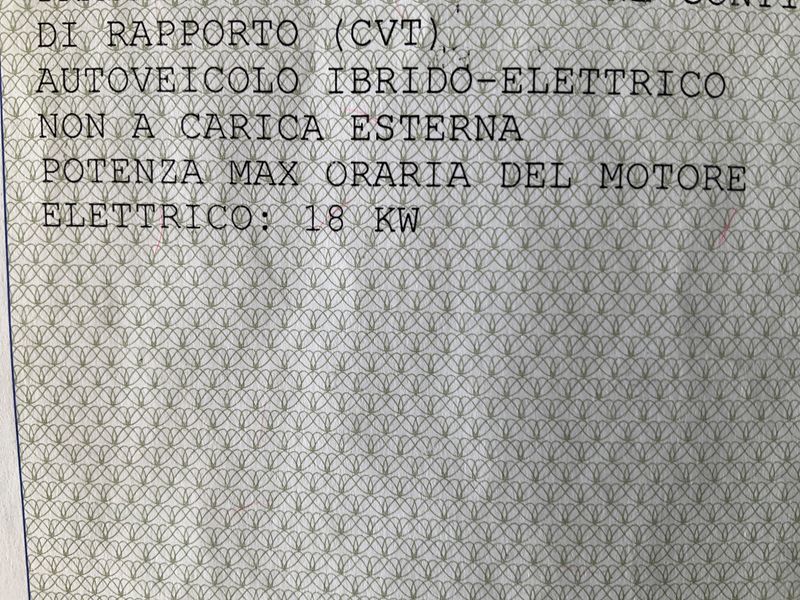 DI RAPPORTO (CVT)
AUTOVEICOLO IBRIDO-ELETTRICO
NON A CARICA ESTERNA
POTENZA MAX ORARIA DEL MOTORE
ELETTRICO: 18 KW